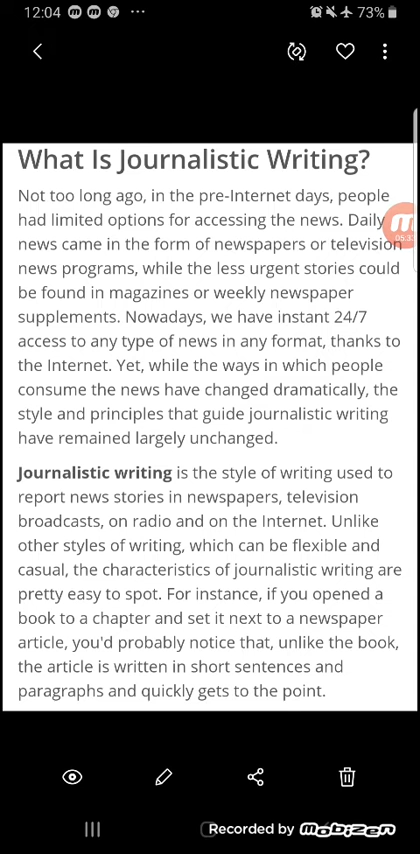 12:04
73%
What Is Journalistic Writing?
Not too long ago, in the pre-Internet days, people
had limited options for accessing the news. Daily
news came in the form of newspapers or television
news programs, while the less urgent stories could
be found in magazines or weekly newspaper
supplements. Nowadays, we have instant 24/7
access to any type of news in any format, thanks to
the Internet. Yet, while the ways in which people
consume the news have changed dramatically, the
style and principles that guide journalistic writing
have remained largely unchanged.
Journalistic writing is the style of writing used to
report news stories in newspapers, television
broadcasts, on radio and on the Internet. Unlike
other styles of writing, which can be flexible and
casual, the characteristics of journalistic writing are
pretty easy to spot. For instance, if you opened a
book to a chapter and set it next to a newspaper
article, you'd probably notice that, unlike the book,
the article is written in short sentences and
paragraphs and quickly gets to the point.
Recorded by mobizen